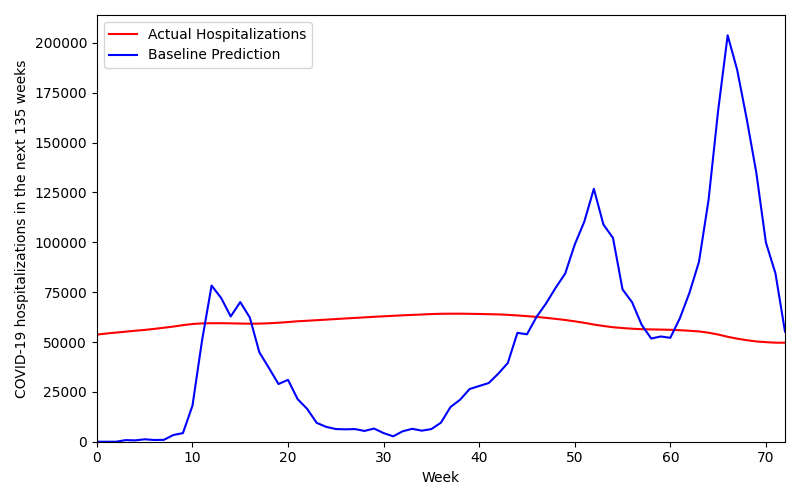 Actual Hospitalizations
Baseline Prediction
COVID-19 hospitalizations in the next 135 weeks
200000
175000
150000
125000
100000
75000
50000
25000
0
0 10 20 30 40 50 60 70
Week